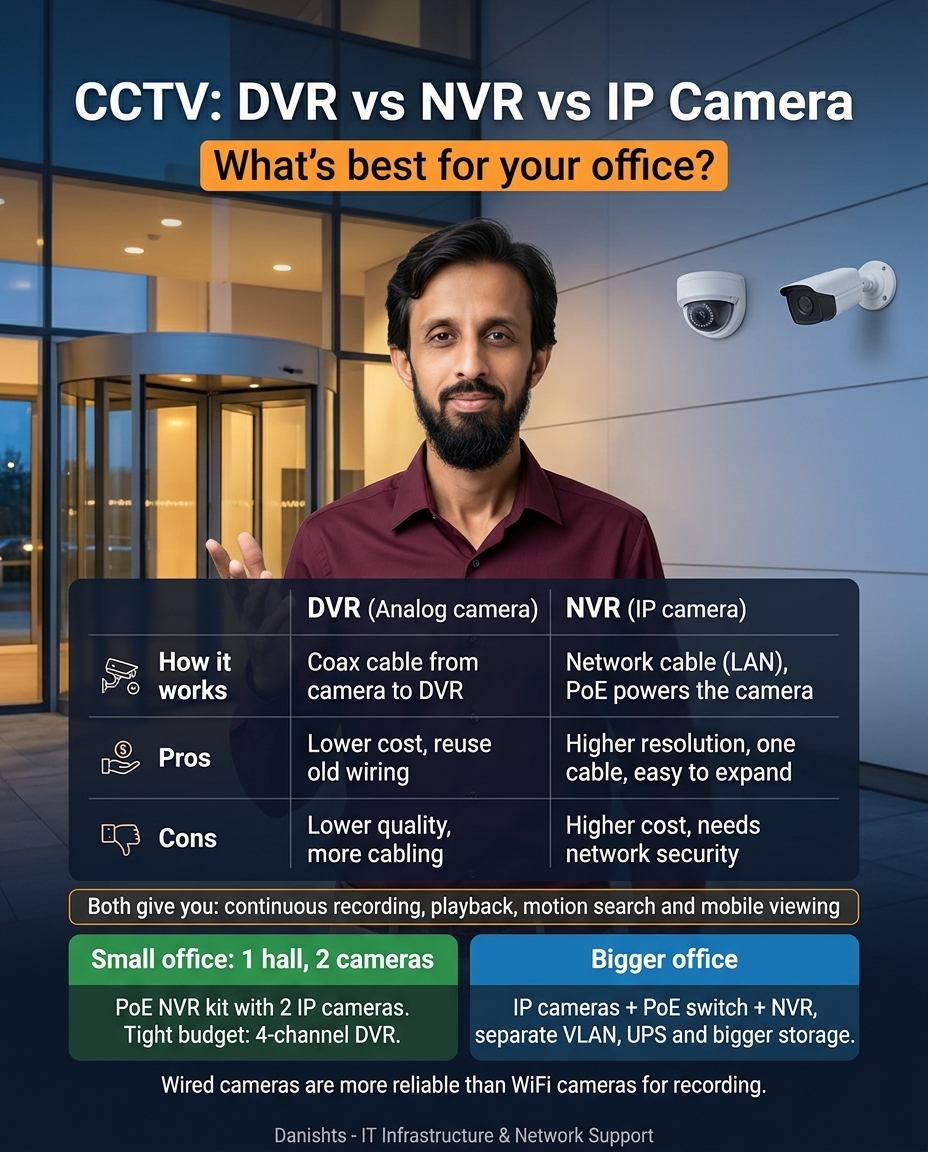 CCTV: DVR vs NVR vs IP Camera
What's best for your office?
DVR (Analog camera)
NVR (IP camera)
How it
works
Coax cable from
camera to DVR
Network cable (LAN),
PoE powers the camera
Pros
Lower cost, reuse
old wiring
Higher resolution, one
cable, easy to expand
Cons
Lower quality,
more cabling
Higher cost, needs
network security
Both give you: continuous recording, playback, motion search and mobile viewing
Small office: 1 hall, 2 cameras
PoE NVR kit with 2 IP cameras.
Tight budget: 4-channel DVR.
Bigger office
IP cameras + PoE switch + NVR,
separate VLAN, UPS and bigger storage.
Wired cameras are more reliable than WiFi cameras for recording.
Danishts - IT Infrastructure & Network Support